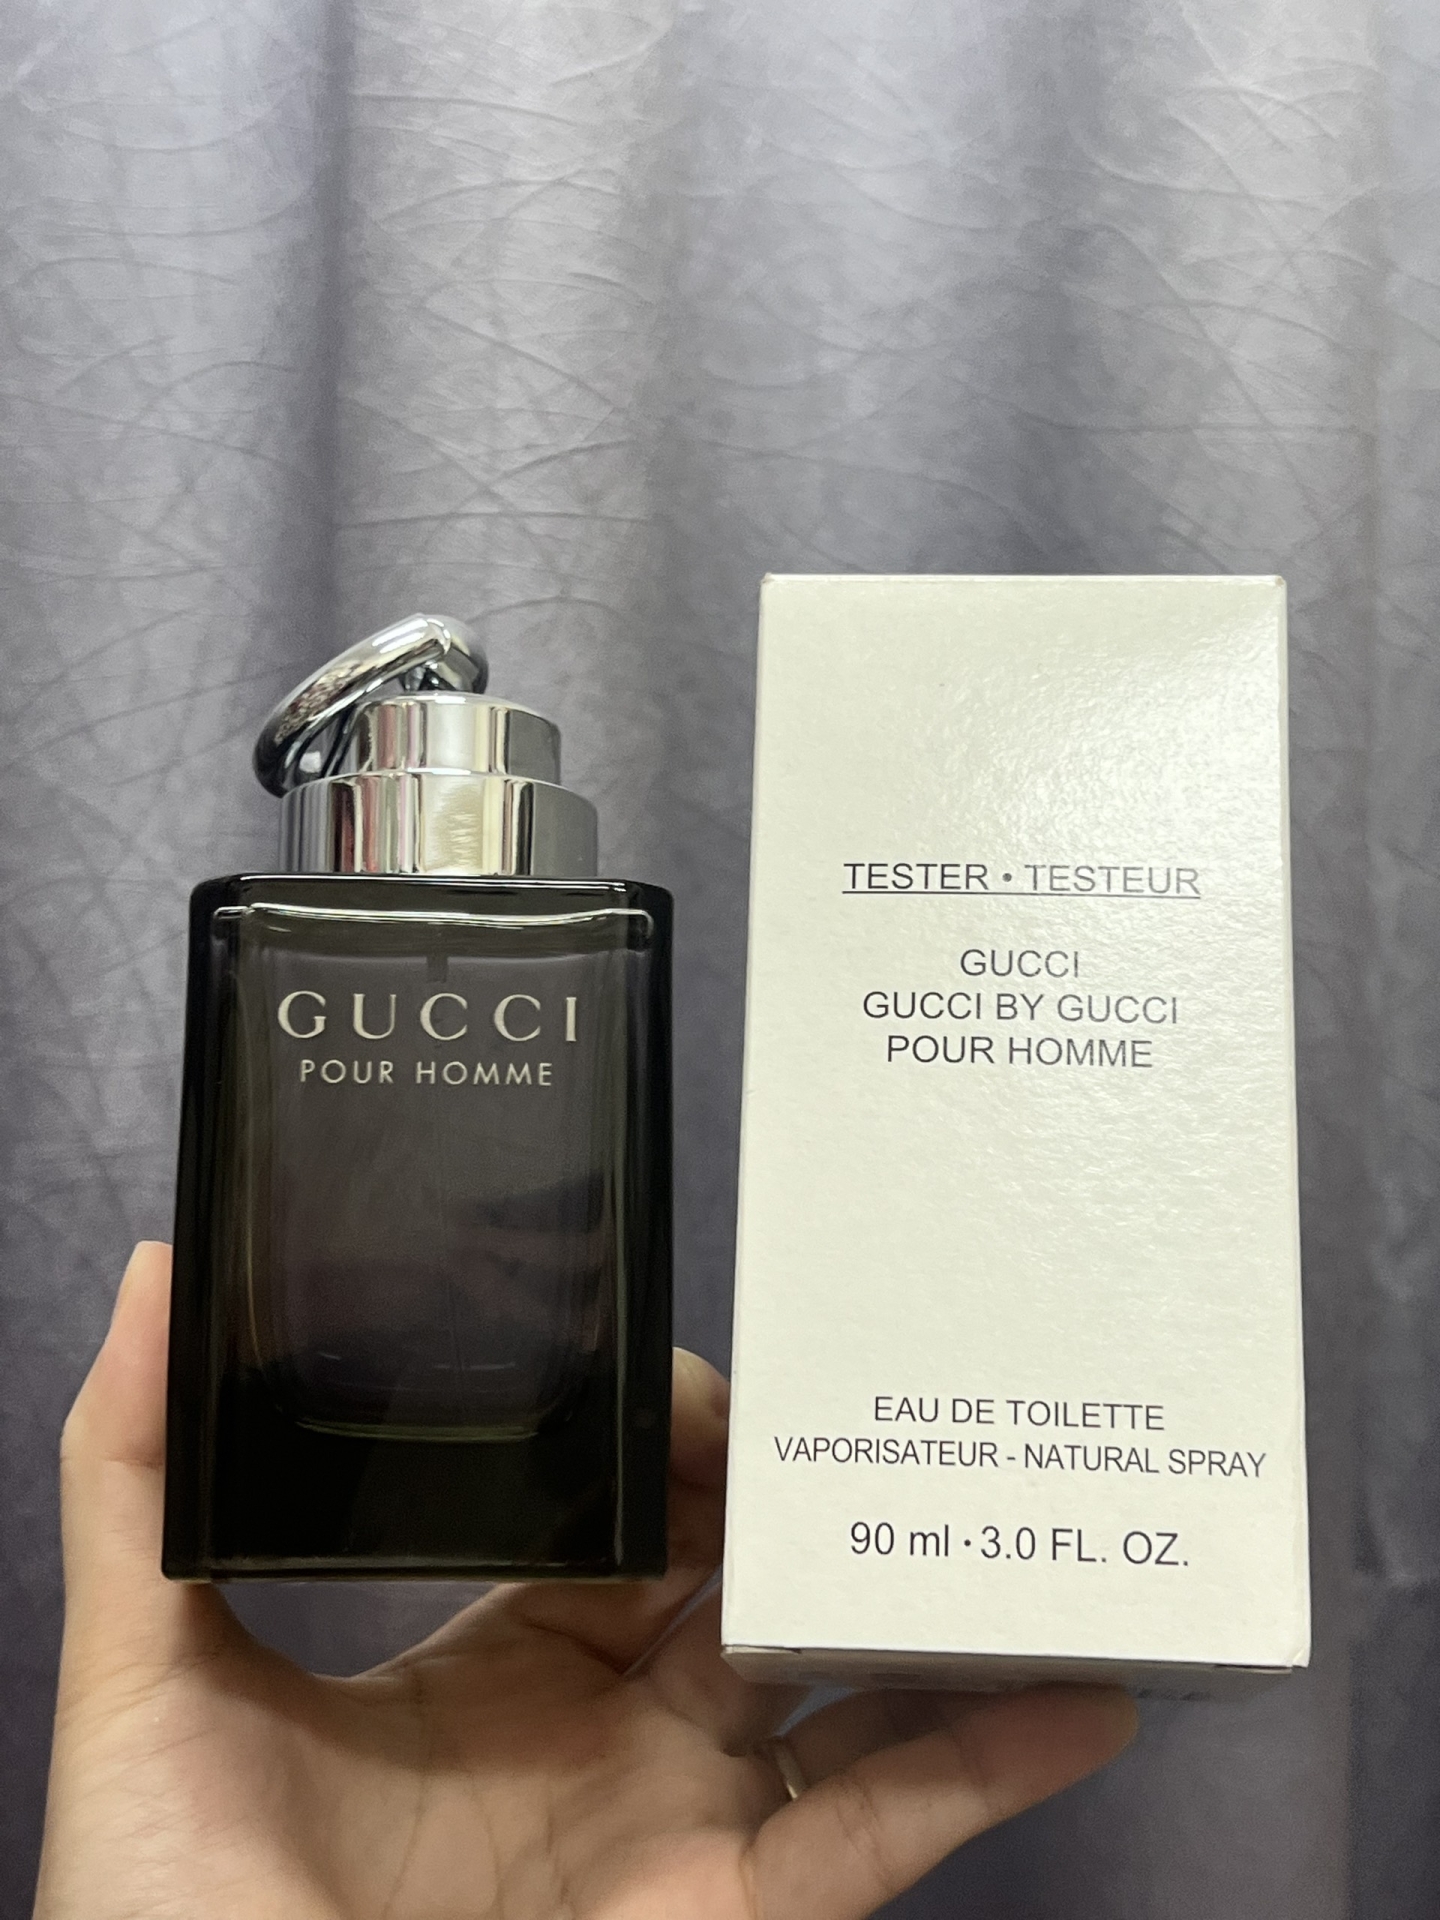 GUCCI
POUR HOMME
TESTER • TESTEUR
GUCCI
GUCCI BY GUCCI
POUR HOMME
EAU DE TOILETTE
VAPORISATEUR - NATURAL SPRAY
90 ml • 3.0 FL. OZ.